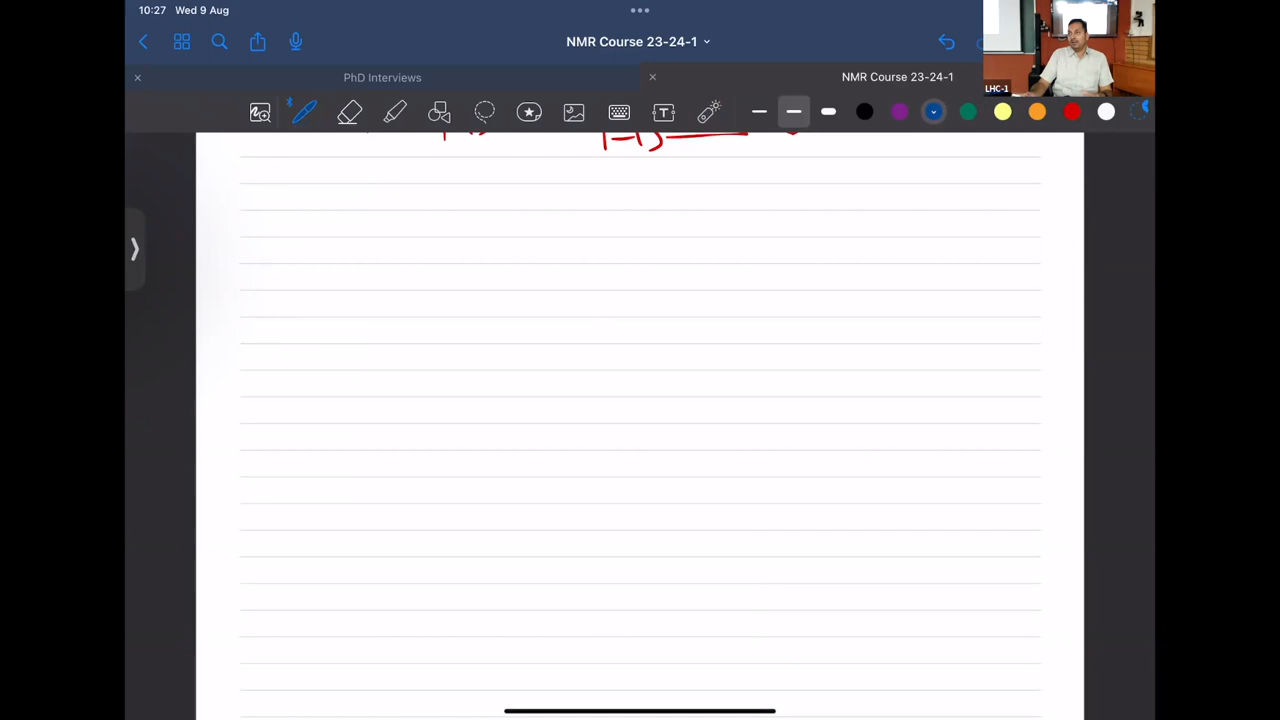 10:27 Wed 9 Aug
NMR Course 23-24-1
PhD Interviews
NMR Course 23-24-1
LHC-1
T